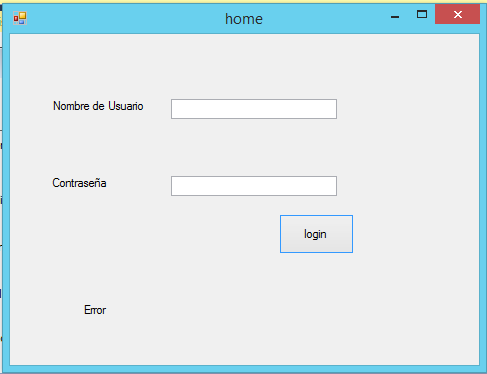 home
Nombre de Usuario
Contraseña
login
Error